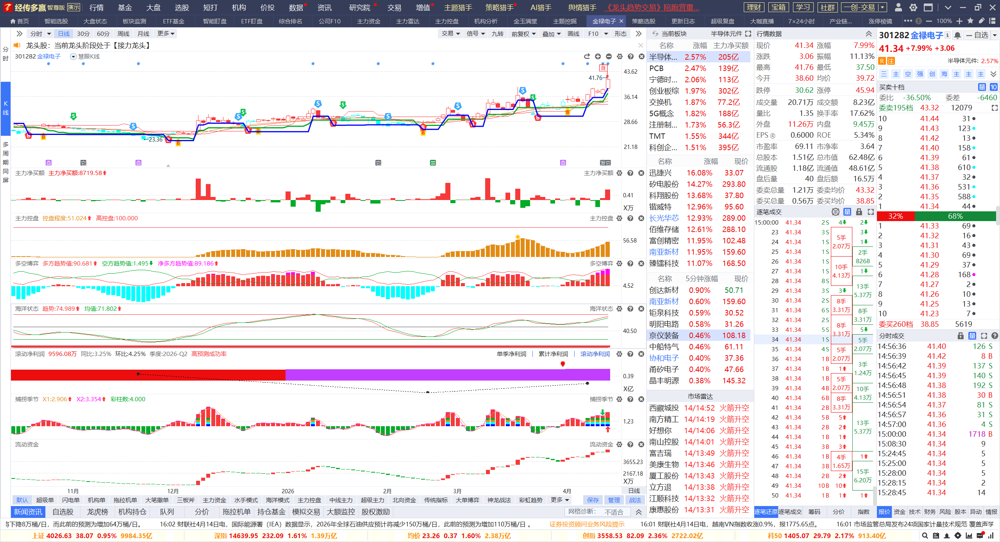 经传多赢 智尊版 演示 行情 基金 大盘 选股 短打 机构 价投 数据 资讯 研究院 交易 增值 主题猎手 策略猎手 AI猎手 舆情猎手 《龙头趋势交易》陪跑营重... 理财 宝箱 学习 社群 一创-交易
首页 智能选股 大盘状态 板块监测 ETF基金 智能盯盘 ETF盯盘 综合排名 公司F10 主力资金 主力雷达 主力控盘 机构分析 金玉满堂 主题挖掘 金禄电子 策略选股 更新日志 超级复盘 大咖直播 7×24小时 产业链... 涨停棱镜 100%
分时 日线 30分 60分 周线 月线 更多 交易 信号 九转 前复权 叠加 画线 F10 形态
龙头股：当前龙头阶段处于【接力龙头】
301282 金禄电子 慧眼K线
分时
K线
多周期同屏
43.62
41.76
36.14
28.66
23.36
21.18
主力净买额 主力净买额:8719.58 主力净买额
0.41
X万
主力控盘 控盘程度:51.024 高控盘:100.000 主力控盘
56.58
多空博弈 多方趋势值:90.681 空方趋势值:1.495 净多方趋势值:89.186 多空博弈
4.52
海洋状态 趋势:74.989 均值:71.802 海洋状态
40.50
滚动净利润 9596.08万 同比:3.25% 环比:4.25% 季度:2026-Q2 高预测成功率 单季净利润 累计净利润 滚动净利润
0.39
X亿
捕捞季节 X1:2.906 X2:3.354 彩柱数:4.000 捕捞季节
1.23
流动资金 流动资金
3655.23
2167.18
X万
11月 12月 2026 2月 3月 4月 日线
默认 超级单 闪电单 机构单 拖拉机单 大笔撤单 三板斧 主力资金 水手模式 海洋模式 主力控盘 中线主力 超级主力 北向资金 传统指标 大单博弈 神龙战法 彩虹趋势 更多 保存 管理 战法
新闻资讯 自选股 龙虎榜 机构持仓 队列 分价 拖拉机单 持仓基金 模拟交易 大额监控 股权激励 网格诊断: 不适合
当前板块 半导体元件
名称 涨幅 主力净买额
半导体... 2.57% 205亿
PCB 2.47% 139亿
宁德时... 2.06% 113亿
创业板综 1.97% 302亿
交换机 1.87% 77.2亿
5G概念 1.82% 188亿
注册制... 1.73% 56.3亿
TMT 1.55% 344亿
科创企... 1.51% 395亿
名称 涨幅 现价
迅捷兴 16.08% 33.07
矽电股份 14.27% 293.80
科翔股份 13.68% 37.80
锴威特 12.96% 95.60
长光华芯 12.93% 289.00
佰维存储 12.61% 288.10
富创精密 11.95% 102.48
南亚新材 11.95% 159.60
臻镭科技 11.07% 168.50
名称 5分钟涨幅 现价
创达新材 0.90% 50.71
南亚新材 0.60% 159.60
钜泉科技 0.59% 30.52
明阳电路 0.58% 31.26
京仪装备 0.46% 108.18
中船特气 0.46% 61.11
协和电子 0.40% 37.36
甬矽电子 0.40% 47.66
晶丰明源 0.38% 145.32
市场雷达
西藏城投 14/14:52 火箭升空
南方精工 14/14:19 火箭升空
好想你 14/14:06 火箭升空
南山控股 14/14:01 火箭升空
富吉瑞 14/13:49 火箭升空
美康生物 14/13:46 火箭升空
厦工股份 14/13:43 火箭升空
立方退 14/13:38 火箭升空
江顺科技 14/13:32 火箭升空
康惠股份 14/13:31 火箭升空
行情数据
现价 41.34 涨幅 7.99%
涨跌 3.06 振幅 11.13%
最高 41.76 最低 37.50
今开 38.60 均价 39.72
跌停 30.62 涨停 45.94
成交量 20.71万 成交额 8.23亿
量比 1.35 换手率 17.62%
外盘 11.26万 内盘 9.45万
EPS④ 0.6000 ROE 5.34%
市盈率 69.11 市净率 3.64
总股本 1.51亿 总市值 62.48亿
流通股 1.18亿 流通值 48.61亿
盘后量 40 盘后额 16.5万
委卖总量 1.21万 委卖均价 43.32
委买总量 0.56万 委买均价 38.85
逐笔成交 单 量
15:00:00 41.34 2S 4 2
23 41.34 3S 3
24 41.34 1S 1
25 41.34 1S
26 41.34 1S
27 41.34 1S 1
28 41.34 8S
29 41.34 3S 3
30 41.34 2S
31 41.34 6S
32 41.34 2S
33 41.34 5S 5
34 41.34 1S
35 41.34 4S
36 41.34 1B
37 41.34 1B 1
38 41.34 1B
39 41.34 4B
40 41.34 6B
41 41.34 2B
42 41.34 5B 5
43 41.34 2B 2
44 41.34 1B 1
45 41.34 3B 3
46 41.34 1B 1
47 41.34 3B
48 41.34 2B 2
49 41.34 10B 10
50 41.34 1B 1 1
5手 2.07万
10手 4.13万
8手 3.31万
8手 3.31万
5手 2.07万
5手 2.07万
8手 3.31万
4手 1.65万
2手 8268
13手 5.37万
8手 3.31万
5手 2.07万
3手 1.24万
10手 4.13万
13手 5.37万
15手 6.20万
逐笔还原 逐笔成交 筹码 分价 指数
301282 金禄电子 自选
41.34 +7.99% +3.06
R 注 半导体元件: 2.57%
三 主 空 强 创 海 主 主 主
买卖十档 量 10
委比 -36.50% 委差 -6460
委卖195档 43.32 12079
10 41.44 31
9 41.43 123
8 41.42 13
7 41.40 158
6 41.39 61
5 41.38 610
4 41.37 32
3 41.36 531
2 41.35 588
1 41.34 44
32% 68%
1 41.33 69
2 41.32 16
3 41.31 43
4 41.30 69
5 41.29 37
6 41.28 168
7 41.27 2
8 41.26 10
9 41.25 13
10 41.23 7
委买260档 38.85 5619
分时成交 量
14:56:36 41.40 126 S
14:56:39 41.42 8 B
14:56:42 41.39 137 S
14:56:45 41.39 140 S
14:56:48 41.38 192 S
14:56:51 41.38 30 B
14:56:54 41.37 81 S
14:56:57 41.36 31 S
14:57:00 41.36 4 S
15:00:00 41.34 1718 B
15:08:30 41.34 9
15:24:45 41.34 5
15:25:00 41.34 5
15:28:00 41.34 5
15:28:15 41.34 2
15:28:45 41.34 14
报价 资金 技术 财务 风险 股本 异动 情报
将下降8万桶/日，而此前的预测为增加64万桶/日。 16:02 财联社4月14日电，国际能源署（IEA）数据显示，2026年全球石油供应预计将减少150万桶/日，此前的预测为增加110万桶/日 。 证券投资顾问业务风险提示 16:01 财联社4月14日电，越南VN指数收涨0.9%，报1775.65点。 16:01 市场监管总局发布24项国家计量技术规范 覆盖声学
上证 4026.63 38.07 0.95% 9984.35亿 深指 14639.95 232.09 1.61% 1.39万亿 均价 23.26 0.37 1.60% 2.38万亿 创指 3558.53 82.09 2.36% 2722.02亿 科50 1405.07 29.79 2.17% 913.40亿